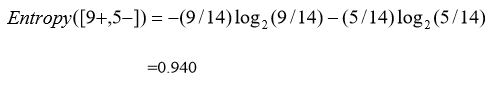 Entropy([9+,5−]) = −(9/14)log₂(9/14)−(5/14)log₂(5/14)
=0.940